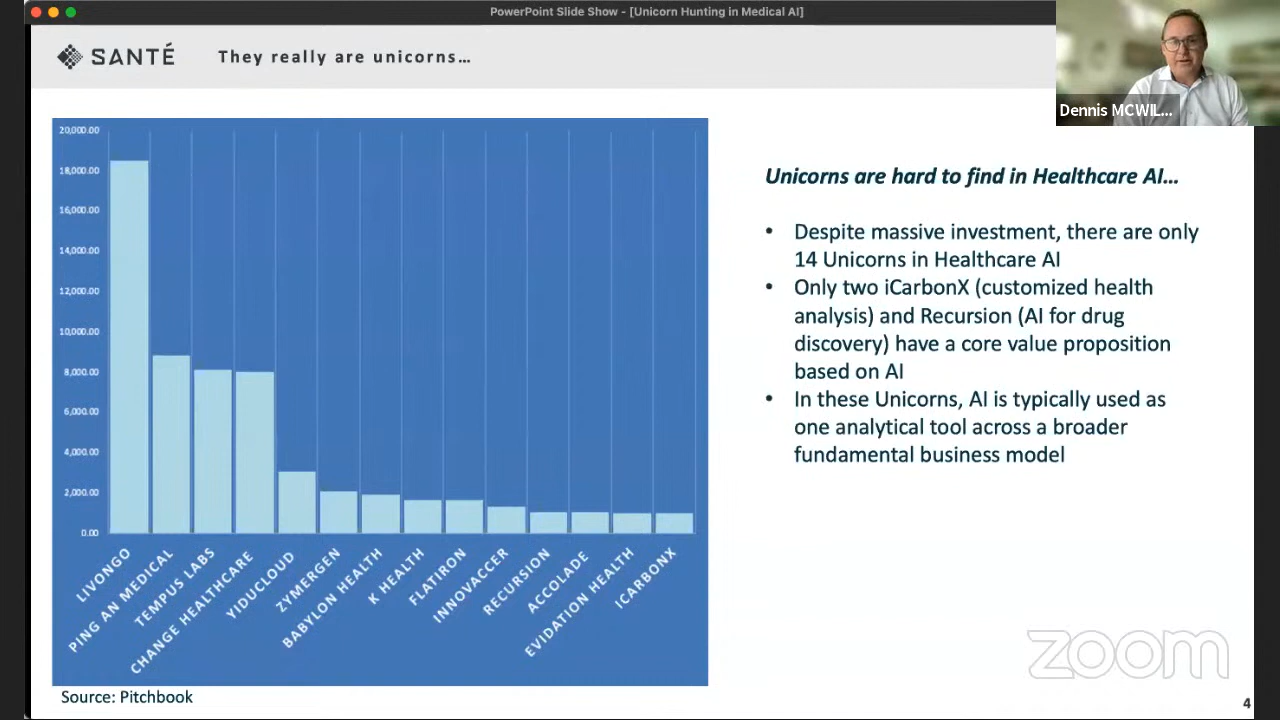 PowerPoint Slide Show - [Unicorn Hunting in Medical AI]
SANTÉ
They really are unicorns…
Dennis MCWIL...
20,000.00
18,000.00
16,000.00
14,000.00
12,000.00
10,000.00
8,000.00
6,000.00
4,000.00
2,000.00
0.00
LIVONGO
PING AN MEDICAL
TEMPUS LABS
CHANGE HEALTHCARE
YIDUCLOUD
ZYMERGEN
BABYLON HEALTH
K HEALTH
FLATIRON
INNOVACCER
RECURSION
ACCOLADE
EVIDATION HEALTH
ICARBONX
Source: Pitchbook
Unicorns are hard to find in Healthcare AI…
• Despite massive investment, there are only
14 Unicorns in Healthcare AI
• Only two iCarbonX (customized health
analysis) and Recursion (AI for drug
discovery) have a core value proposition
based on AI
• In these Unicorns, AI is typically used as
one analytical tool across a broader
fundamental business model
zoom
4